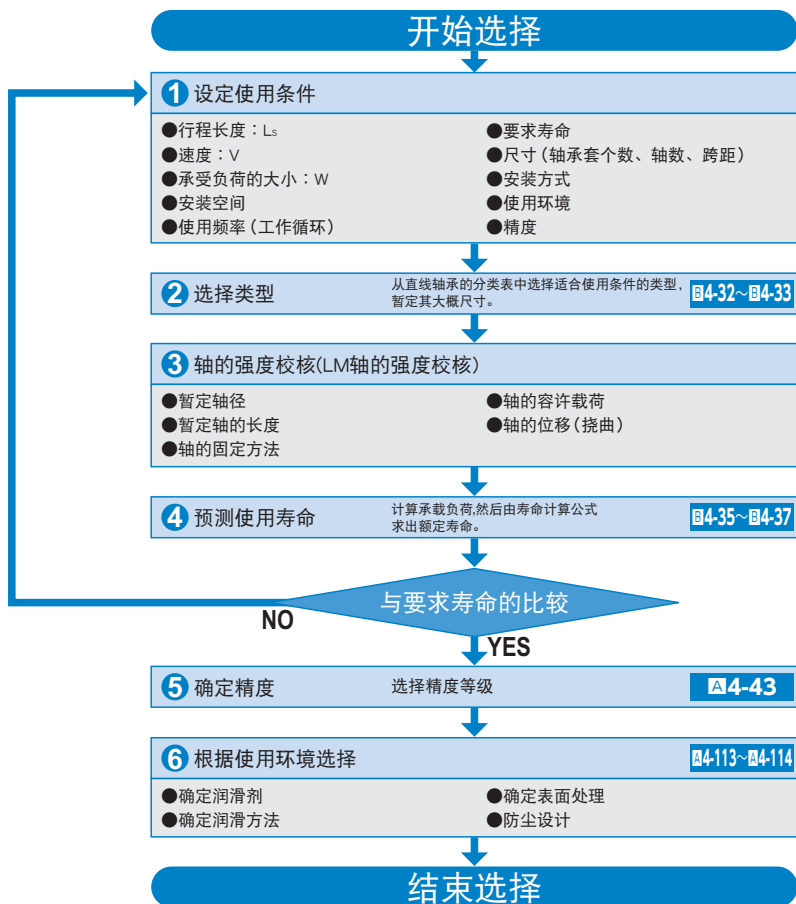 开始选择
1 设定使用条件
●行程长度：Ls
●速度：V
●承受负荷的大小：W
●安装空间
●使用频率（工作循环）
●要求寿命
●尺寸（轴承套个数、轴数、跨距）
●安装方式
●使用环境
●精度
2 选择类型
从直线轴承的分类表中选择适合使用条件的类型，
暂定其大概尺寸。
B4-32～B4-33
3 轴的强度校核(LM轴的强度校核)
●暂定轴径
●暂定轴的长度
●轴的固定方法
●轴的容许载荷
●轴的位移（挠曲）
4 预测使用寿命
计算承载负荷,然后由寿命计算公式
求出额定寿命。
B4-35～B4-37
与要求寿命的比较
NO
YES
5 确定精度
选择精度等级
A4-43
6 根据使用环境选择
A4-113～A4-114
●确定润滑剂
●确定润滑方法
●确定表面处理
●防尘设计
结束选择